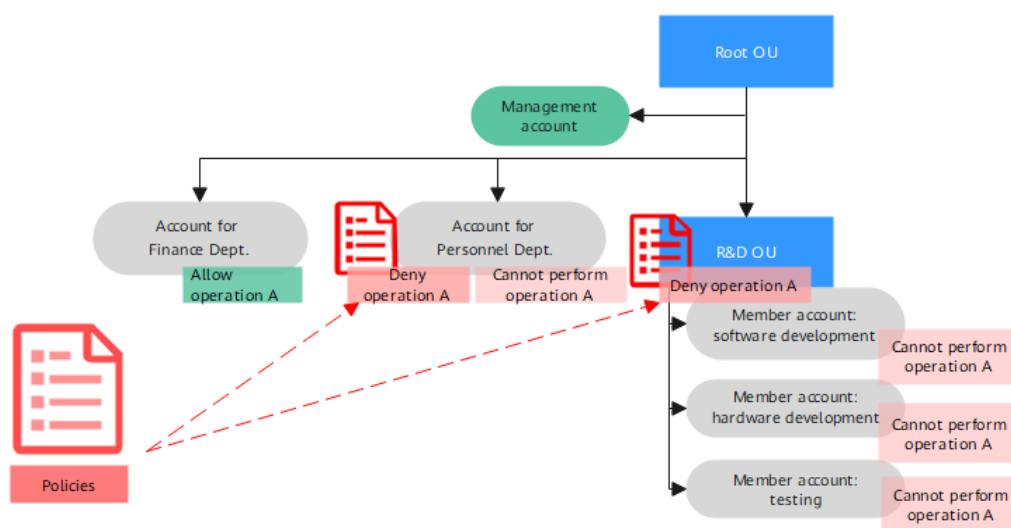 Root OU
Management
account
Account for
Finance Dept.
Allow
operation A
Account for
Personnel Dept.
Deny
operation A
Cannot perform
operation A
R&D OU
Deny operation A
Member account:
software development
Cannot perform
operation A
Member account:
hardware development
Cannot perform
operation A
Member account:
testing
Cannot perform
operation A
Policies